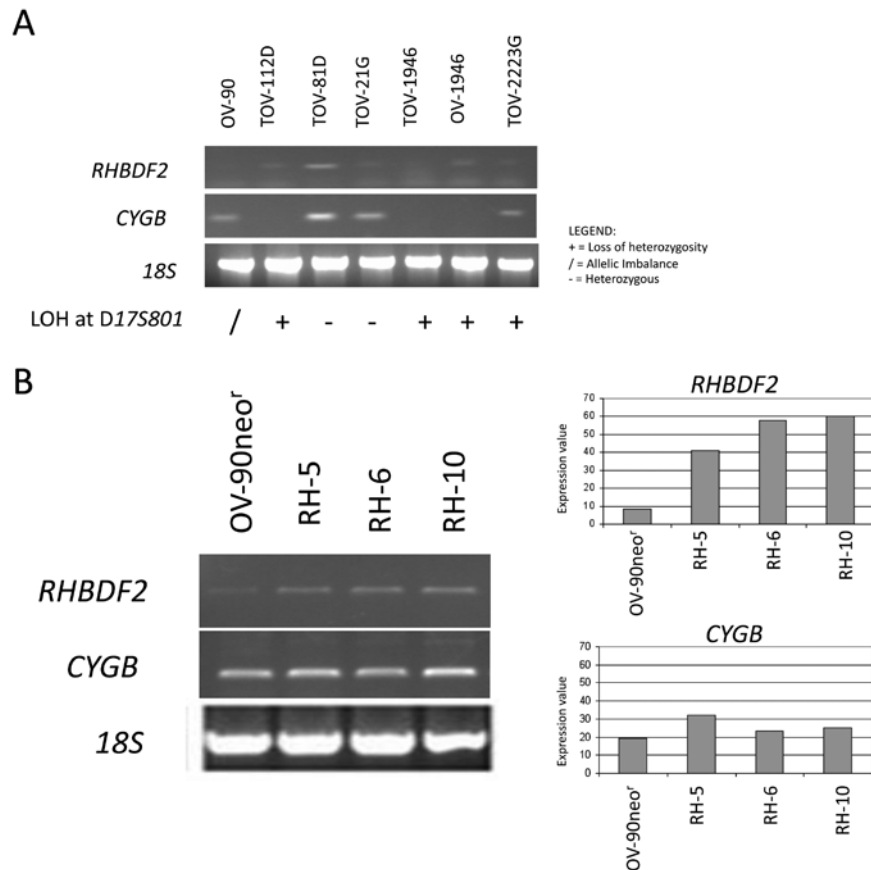 A
OV-90
TOV-112D
TOV-81D
TOV-21G
TOV-1946
OV-1946
TOV-2223G
RHBDF2
CYGB
18S
LEGEND:
+ = Loss of heterozygosity
/ = Allelic Imbalance
- = Heterozygous
LOH at D17S801 / + - - + + +
B
OV-90neoʳ
RH-5
RH-6
RH-10
RHBDF2
CYGB
18S
RHBDF2
Expression value
70
60
50
40
30
20
10
0
OV-90neoʳ
RH-5
RH-6
RH-10
CYGB
Expression value
70
60
50
40
30
20
10
0
OV-90neoʳ
RH-5
RH-6
RH-10